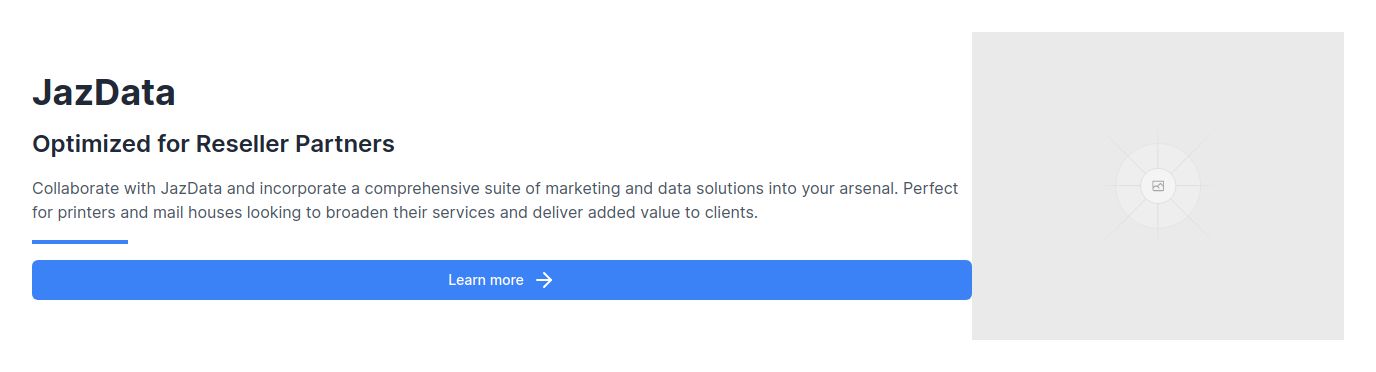 JazData
Optimized for Reseller Partners
Collaborate with JazData and incorporate a comprehensive suite of marketing and data solutions into your arsenal. Perfect
for printers and mail houses looking to broaden their services and deliver added value to clients.
Learn more